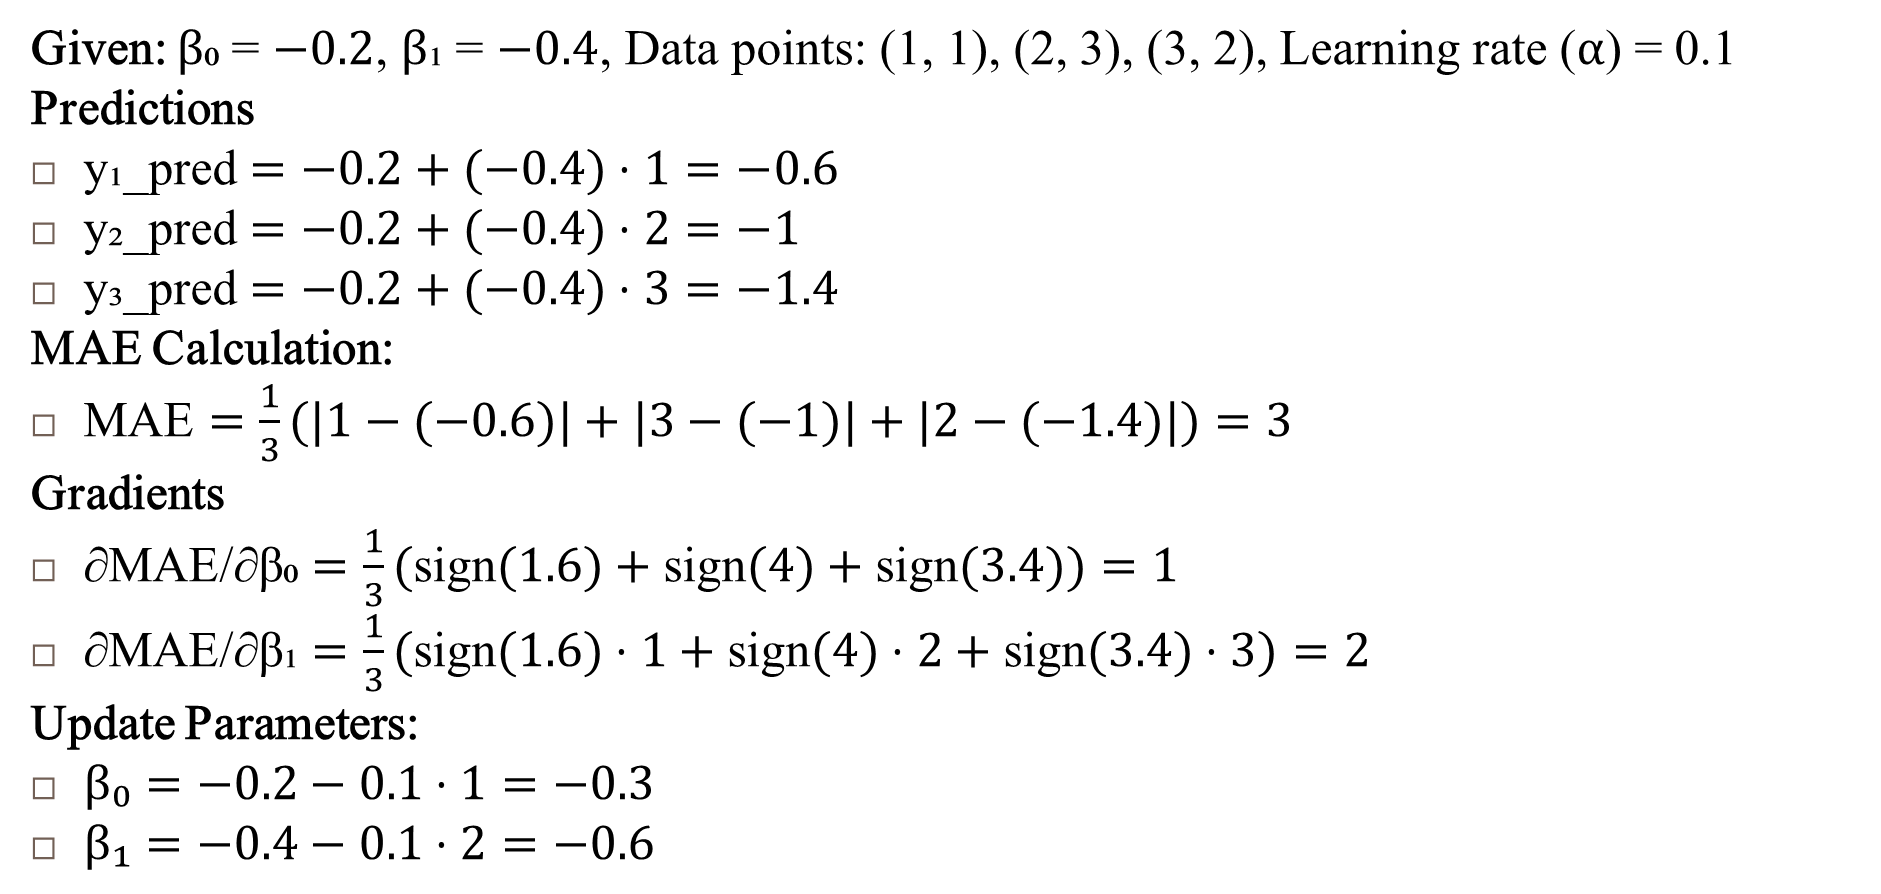 Given: β₀ = −0.2, β₁ = −0.4, Data points: (1, 1), (2, 3), (3, 2), Learning rate (α) = 0.1
Predictions
□ y₁_pred = −0.2 + (−0.4) · 1 = −0.6
□ y₂_pred = −0.2 + (−0.4) · 2 = −1
□ y₃_pred = −0.2 + (−0.4) · 3 = −1.4
MAE Calculation:
□ MAE = 1/3 (|1 − (−0.6)| + |3 − (−1)| + |2 − (−1.4)|) = 3
Gradients
□ ∂MAE/∂β₀ = 1/3 (sign(1.6) + sign(4) + sign(3.4)) = 1
□ ∂MAE/∂β₁ = 1/3 (sign(1.6) · 1 + sign(4) · 2 + sign(3.4) · 3) = 2
Update Parameters:
□ β₀ = −0.2 − 0.1 · 1 = −0.3
□ β₁ = −0.4 − 0.1 · 2 = −0.6